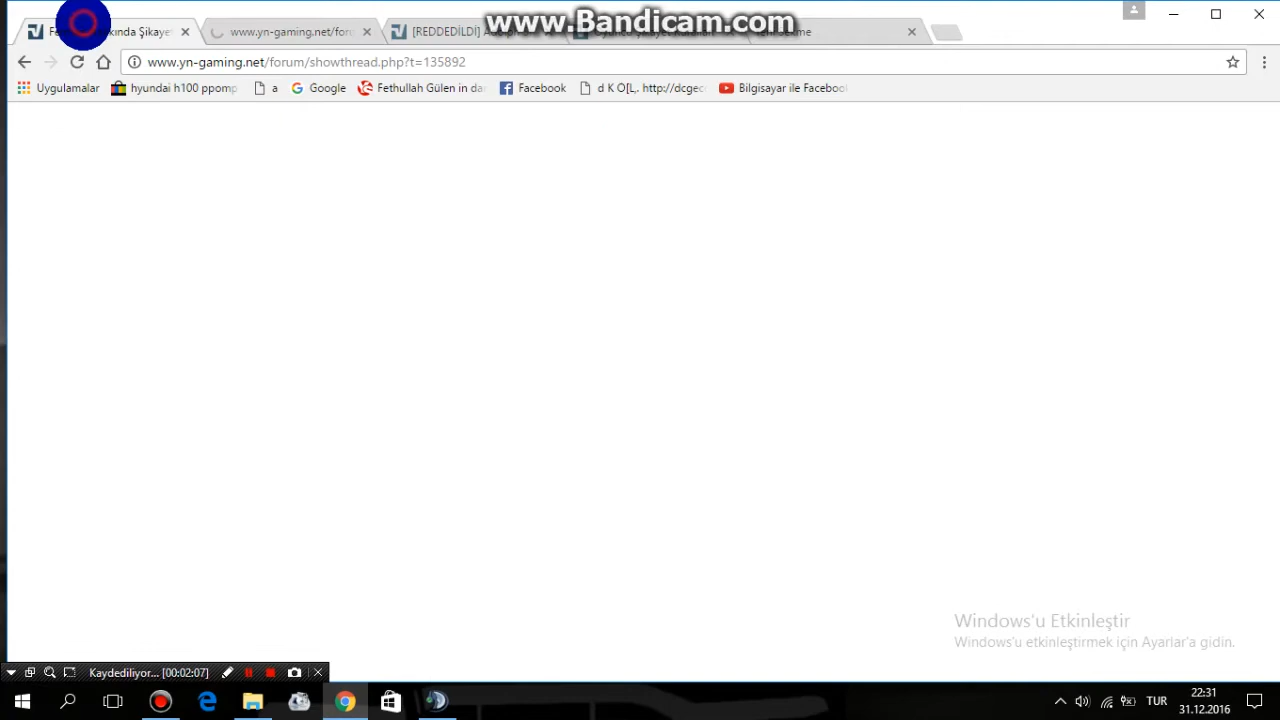 www.Bandicam.com
kında Şikaye
www.yn-gaming.net/foru
[REDDEDİLDİ]
www.yn-gaming.net/forum/showthread.php?t=135892
Uygulamalar
hyundai h100 ppomp
a
Google
Fethullah Gülen in da
Facebook
d K O[L,. http://dcgec
Bilgisayar ile Faceboo
Windows'u Etkinleştir
Windows'u etkinleştirmek için Ayarlar'a gidin.
Kaydediliyor... [00:02:07]
TUR
22:31
31.12.2016